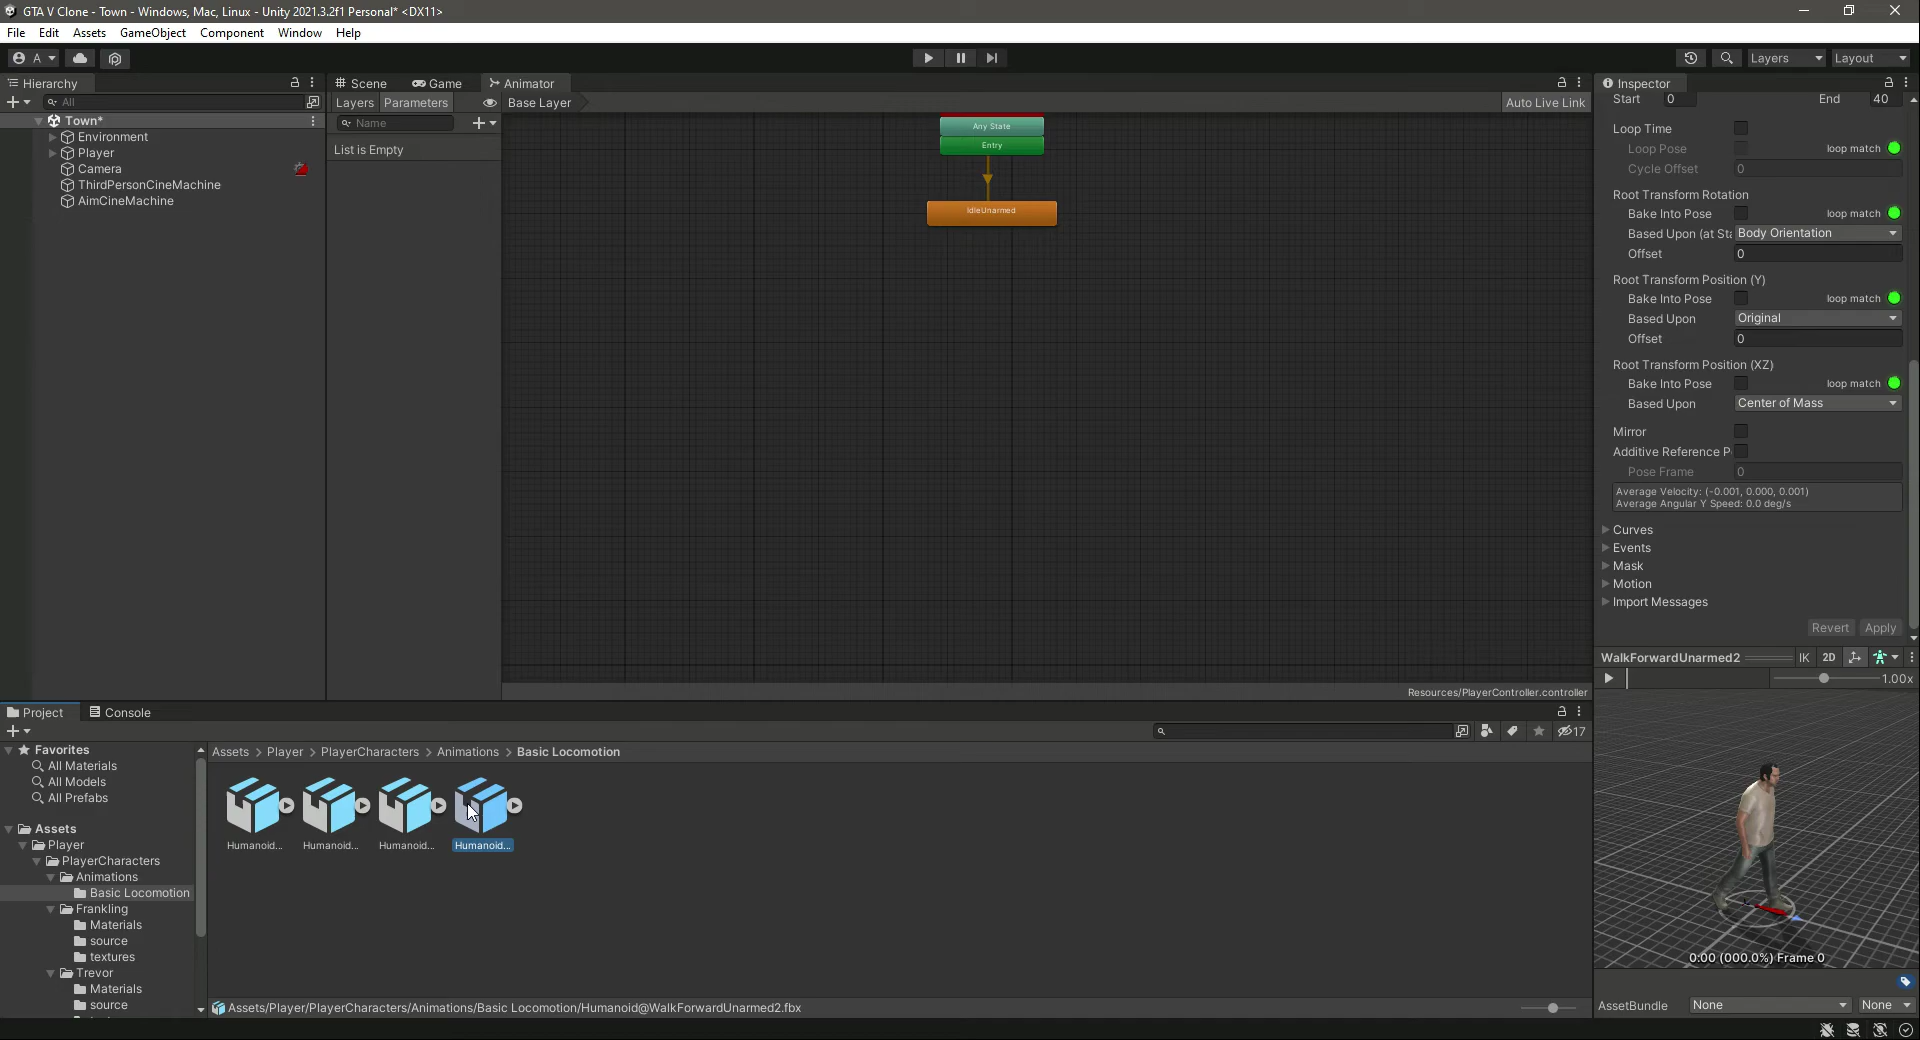 GTA V Clone - Town - Windows, Mac, Linux - Unity 2021.3.2f1 Personal* <DX11>
File Edit Assets GameObject Component Window Help
A
Layers
Layout
Hierarchy
All
Town*
Environment
Player
Camera
ThirdPersonCineMachine
AimCineMachine
Scene
Game
Animator
Layers
Parameters
Base Layer
Auto Live Link
Name
List is Empty
Any State
Entry
IdleUnarmed
Resources/PlayerController.controller
Inspector
Start 0 End 40
Loop Time
Loop Pose loop match
Cycle Offset 0
Root Transform Rotation
Bake Into Pose loop match
Based Upon (at Sta Body Orientation
Offset 0
Root Transform Position (Y)
Bake Into Pose loop match
Based Upon Original
Offset 0
Root Transform Position (XZ)
Bake Into Pose loop match
Based Upon Center of Mass
Mirror
Additive Reference P
Pose Frame 0
Average Velocity: (-0.001, 0.000, 0.001)
Average Angular Y Speed: 0.0 deg/s
Curves
Events
Mask
Motion
Import Messages
Revert Apply
WalkForwardUnarmed2 IK 2D
1.00x
0:00 (000.0%) Frame 0
AssetBundle None None
Project
Console
17
Favorites
All Materials
All Models
All Prefabs
Assets
Player
PlayerCharacters
Animations
Basic Locomotion
Frankling
Materials
source
textures
Trevor
Materials
source
Assets > Player > PlayerCharacters > Animations > Basic Locomotion
Humanoid... Humanoid... Humanoid... Humanoid...
Assets/Player/PlayerCharacters/Animations/Basic Locomotion/Humanoid@WalkForwardUnarmed2.fbx